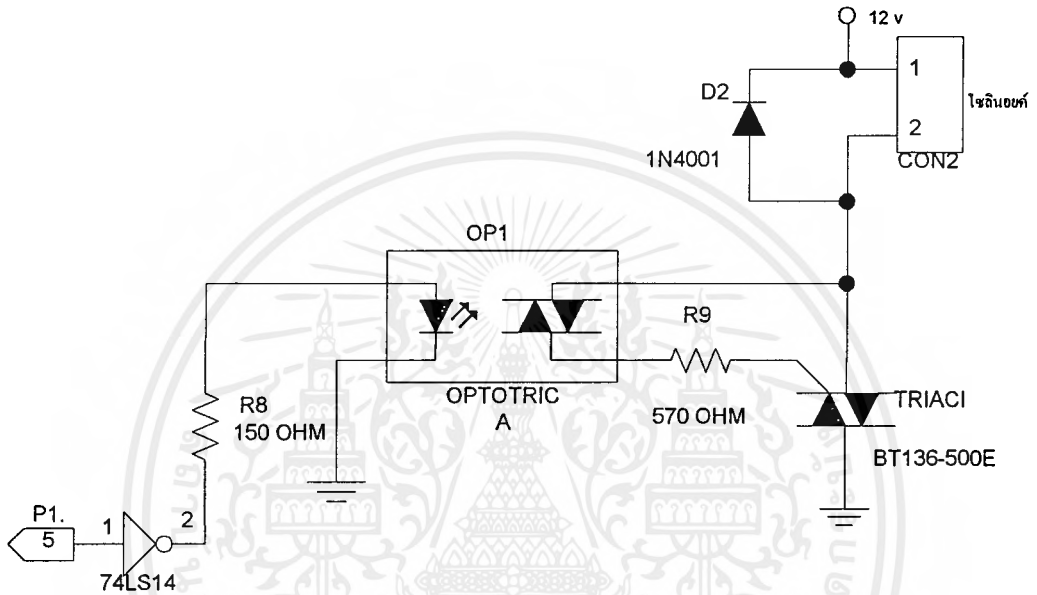 12 v
1
D2
โซลินอยด์
2
1N4001
CON2
OP1
R9
OPTOTRIC
A
TRIACI
570 OHM
R8
150 OHM
BT136-500E
P1.
5
1
2
74LS14